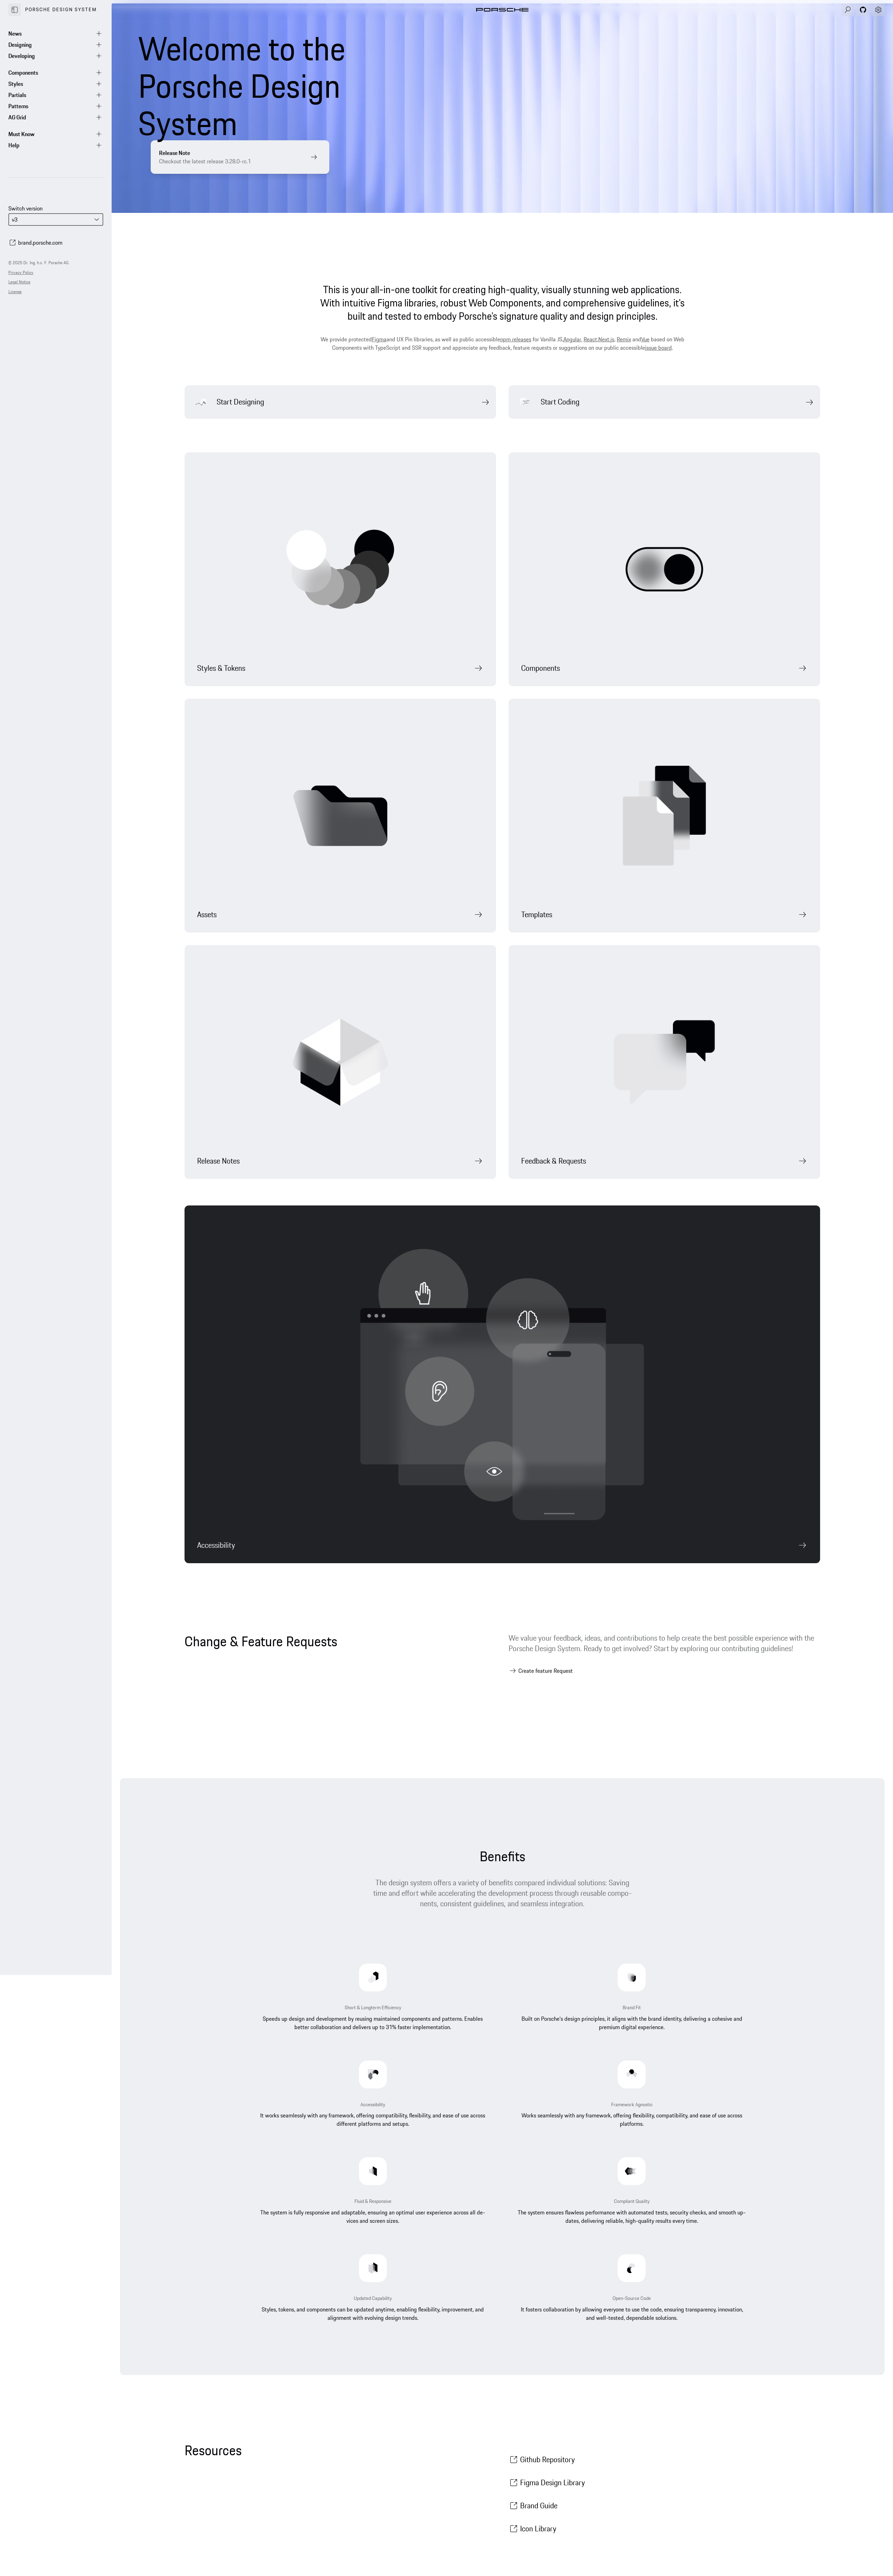 PORSCHE DESIGN SYSTEM
PORSCHE
News
Designing
Developing
Components
Styles
Partials
Patterns
AG Grid
Must Know
Help
Switch version
v3
brand.porsche.com
© 2025 Dr. Ing. h.c. F. Porsche AG.
Privacy Policy
Legal Notice
License
Welcome to the
Porsche Design
System
Release Note
Checkout the latest release 3.28.0-rc.1
This is your all-in-one toolkit for creating high-quality, visually stunning web applications.
With intuitive Figma libraries, robust Web Components, and comprehensive guidelines, it's
built and tested to embody Porsche's signature quality and design principles.
We provide protected Figma and UX Pin libraries, as well as public accessible npm releases for Vanilla JS, Angular, React, Next.js, Remix and Vue based on Web
Components with TypeScript and SSR support and appreciate any feedback, feature requests or suggestions on our public accessible issue board.
Start Designing
Start Coding
Styles & Tokens
Components
Assets
Templates
Release Notes
Feedback & Requests
Accessibility
Change & Feature Requests
We value your feedback, ideas, and contributions to help create the best possible experience with the
Porsche Design System. Ready to get involved? Start by exploring our contributing guidelines!
Create feature Request
Benefits
The design system offers a variety of benefits compared individual solutions: Saving
time and effort while accelerating the development process through reusable compo-
nents, consistent guidelines, and seamless integration.
Short & Longterm Efficiency
Speeds up design and development by reusing maintained components and patterns. Enables
better collaboration and delivers up to 31% faster implementation.
Brand Fit
Built on Porsche's design principles, it aligns with the brand identity, delivering a cohesive and
premium digital experience.
Accessibility
It works seamlessly with any framework, offering compatibility, flexibility, and ease of use across
different platforms and setups.
Framework Agnostic
Works seamlessly with any framework, offering flexibility, compatibility, and ease of use across
platforms.
Fluid & Responsive
The system is fully responsive and adaptable, ensuring an optimal user experience across all de-
vices and screen sizes.
Compliant Quality
The system ensures flawless performance with automated tests, security checks, and smooth up-
dates, delivering reliable, high-quality results every time.
Updated Capability
Styles, tokens, and components can be updated anytime, enabling flexibility, improvement, and
alignment with evolving design trends.
Open-Source Code
It fosters collaboration by allowing everyone to use the code, ensuring transparency, innovation,
and well-tested, dependable solutions.
Resources
Github Repository
Figma Design Library
Brand Guide
Icon Library